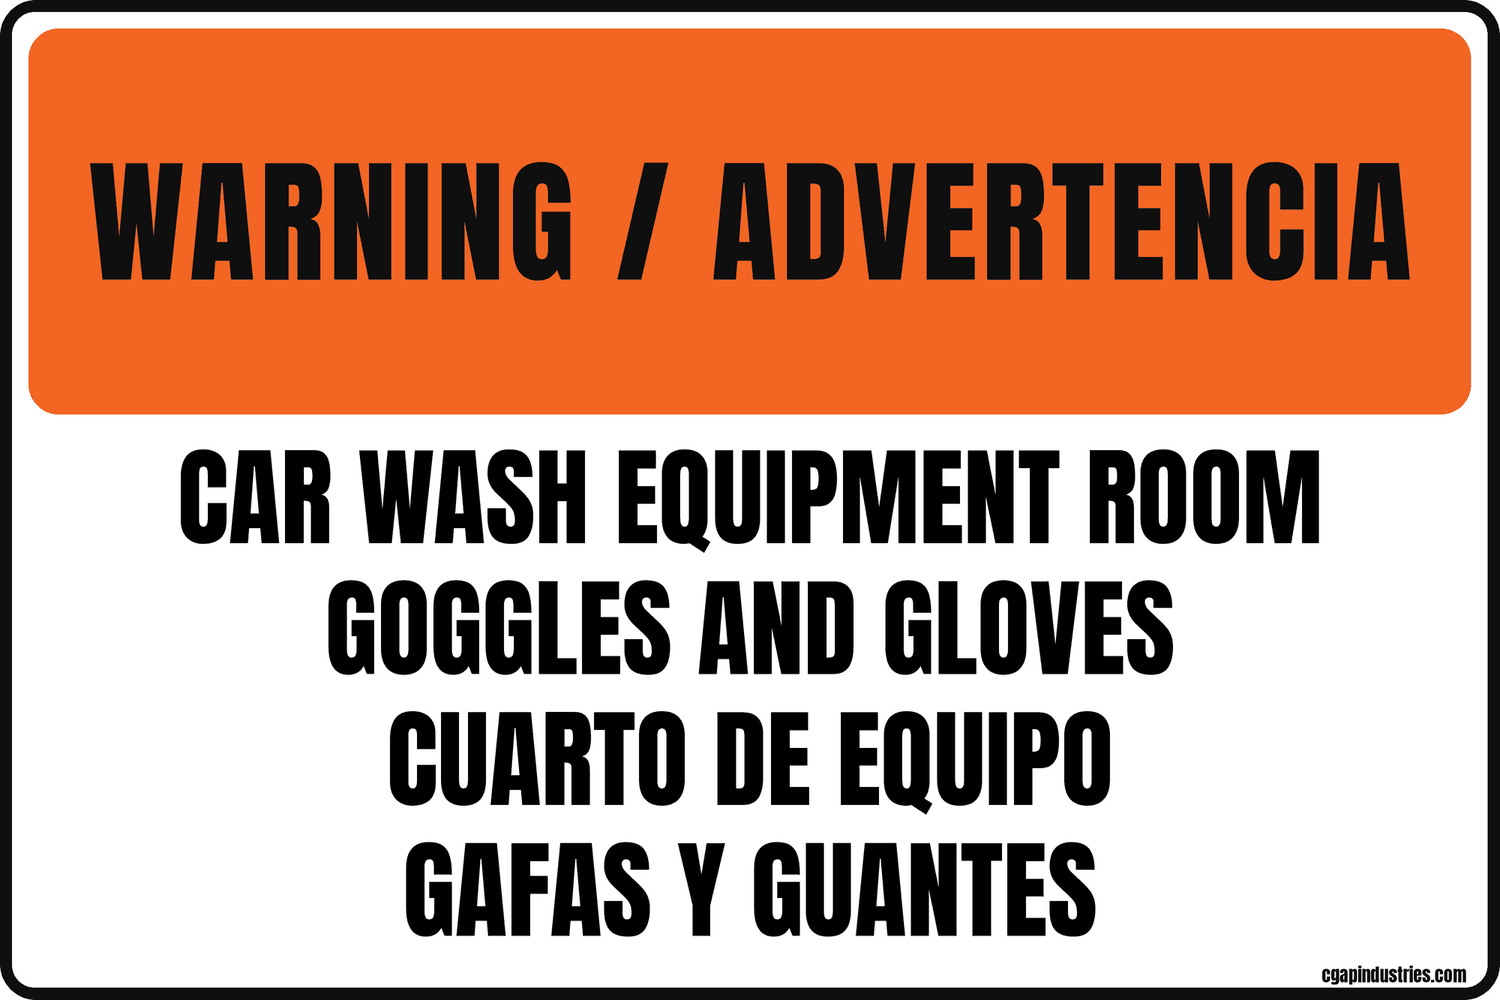 WARNING / ADVERTENCIA
CAR WASH EQUIPMENT ROOM
GOGGLES AND GLOVES
CUARTO DE EQUIPO
GAFAS Y GUANTES
cgapindustries.com